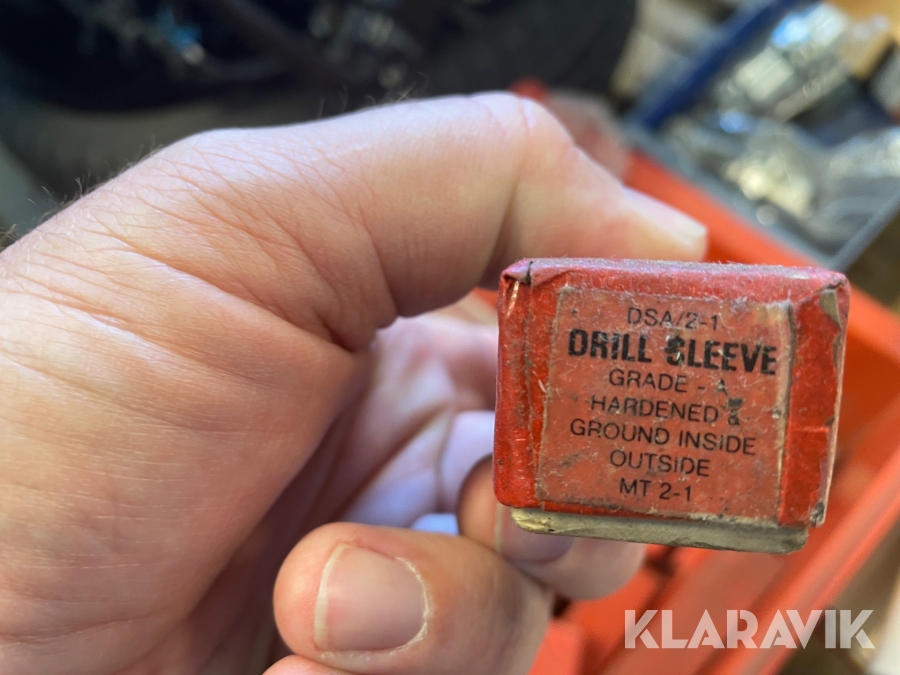 DSA/2-1
DRILL SLEEVE
GRADE - A
HARDENED &
GROUND INSIDE
OUTSIDE
MT 2-1
KLARAVIK